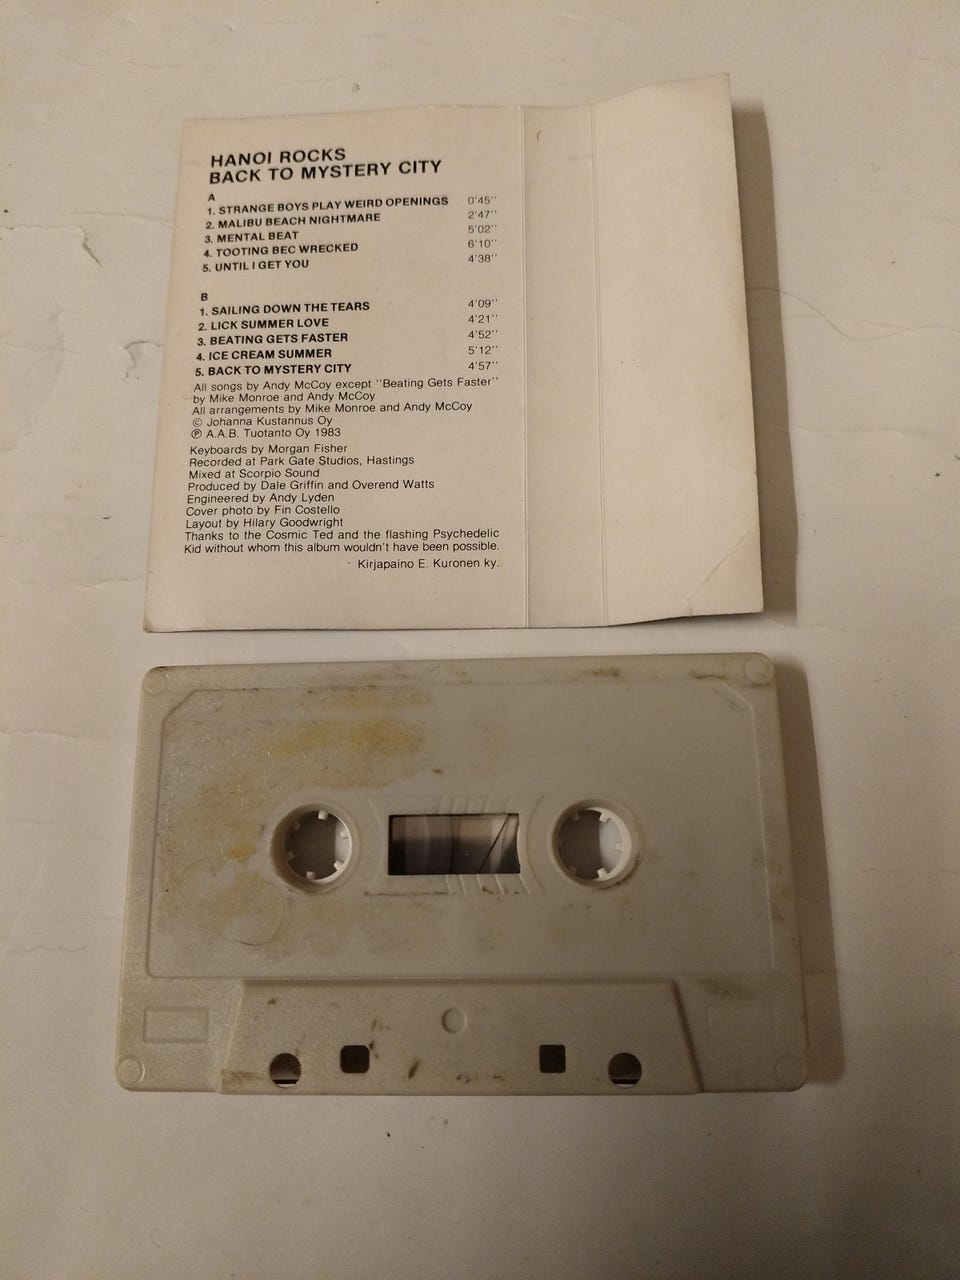 HANOI ROCKS
BACK TO MYSTERY CITY
A
1. STRANGE BOYS PLAY WEIRD OPENINGS 0'45''
2. MALIBU BEACH NIGHTMARE 2'47''
3. MENTAL BEAT 5'02''
4. TOOTING BEC WRECKED 6'10''
5. UNTIL I GET YOU 4'38''
B
1. SAILING DOWN THE TEARS 4'09''
2. LICK SUMMER LOVE 4'21''
3. BEATING GETS FASTER 4'52''
4. ICE CREAM SUMMER 5'12''
5. BACK TO MYSTERY CITY 4'57''
All songs by Andy McCoy except "Beating Gets Faster"
by Mike Monroe and Andy McCoy
All arrangements by Mike Monroe and Andy McCoy
© Johanna Kustannus Oy
℗ A.A.B. Tuotanto Oy 1983
Keyboards by Morgan Fisher
Recorded at Park Gate Studios, Hastings
Mixed at Scorpio Sound
Produced by Dale Griffin and Overend Watts
Engineered by Andy Lyden
Cover photo by Fin Costello
Layout by Hilary Goodwright
Thanks to the Cosmic Ted and the flashing Psychedelic
Kid without whom this album wouldn't have been possible.
Kirjapaino E. Kuronen ky.